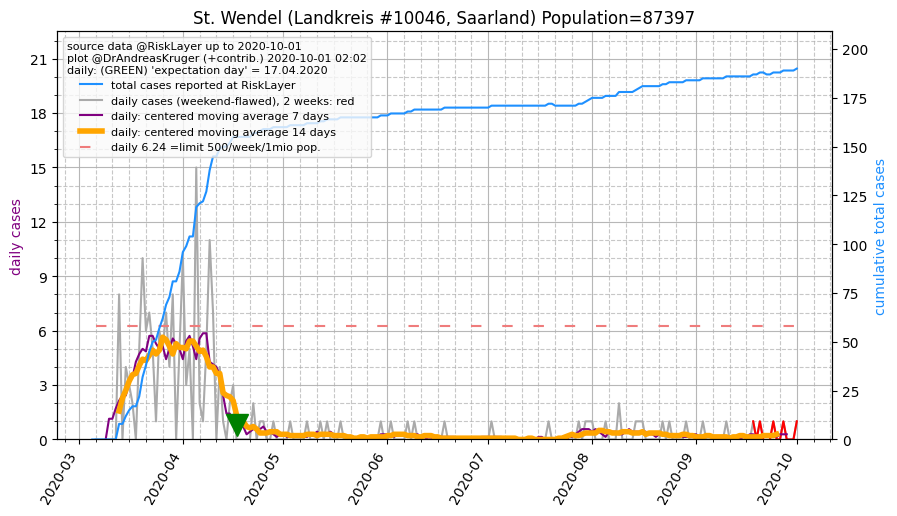 St. Wendel (Landkreis #10046, Saarland) Population=87397
source data @RiskLayer up to 2020-10-01
plot @DrAndreasKruger (+contrib.) 2020-10-01 02:02
daily: (GREEN) 'expectation day' = 17.04.2020
total cases reported at RiskLayer
daily cases (weekend-flawed), 2 weeks: red
daily: centered moving average 7 days
daily: centered moving average 14 days
daily 6.24 =limit 500/week/1mio pop.
daily cases
21
18
15
12
9
6
3
0
cumulative total cases
200
175
150
125
100
75
50
25
0
2020-03
2020-04
2020-05
2020-06
2020-07
2020-08
2020-09
2020-10